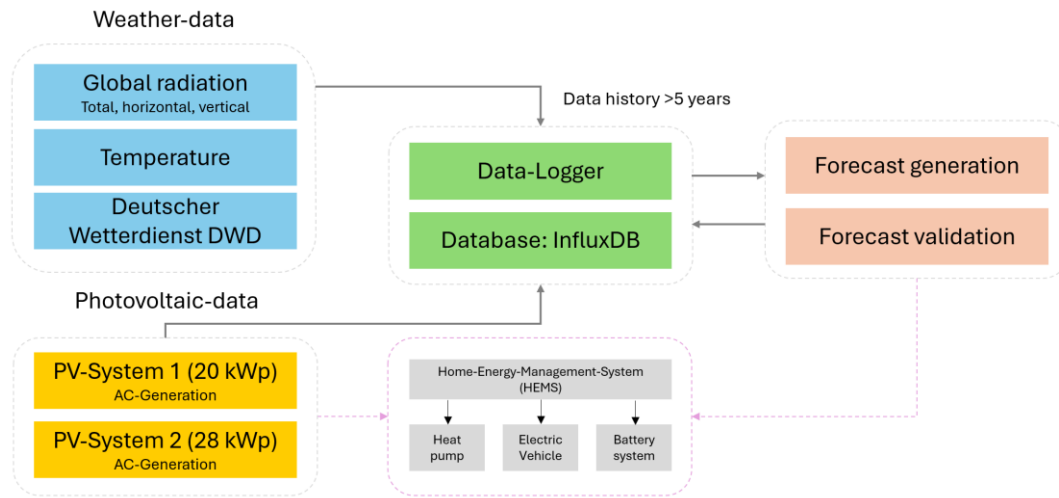 Weather-data
Global radiation
Total, horizontal, vertical
Temperature
Deutscher
Wetterdienst DWD
Data history >5 years
Data-Logger
Database: InfluxDB
Forecast generation
Forecast validation
Photovoltaic-data
PV-System 1 (20 kWp)
AC-Generation
PV-System 2 (28 kWp)
AC-Generation
Home-Energy-Management-System
(HEMS)
Heat
pump
Electric
Vehicle
Battery
system